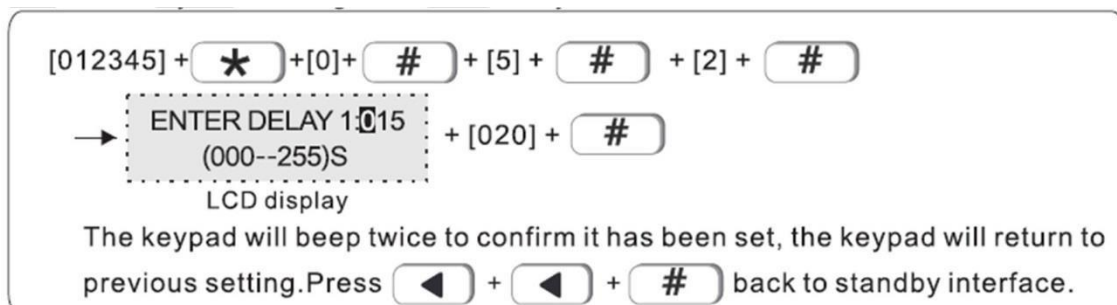 [012345] + * +[0]+ # + [5] + # + [2] + #
→ ENTER DELAY 1:015 + [020] + #
(000--255)S
LCD display
The keypad will beep twice to confirm it has been set, the keypad will return to
previous setting.Press ◀ + ◀ + # back to standby interface.